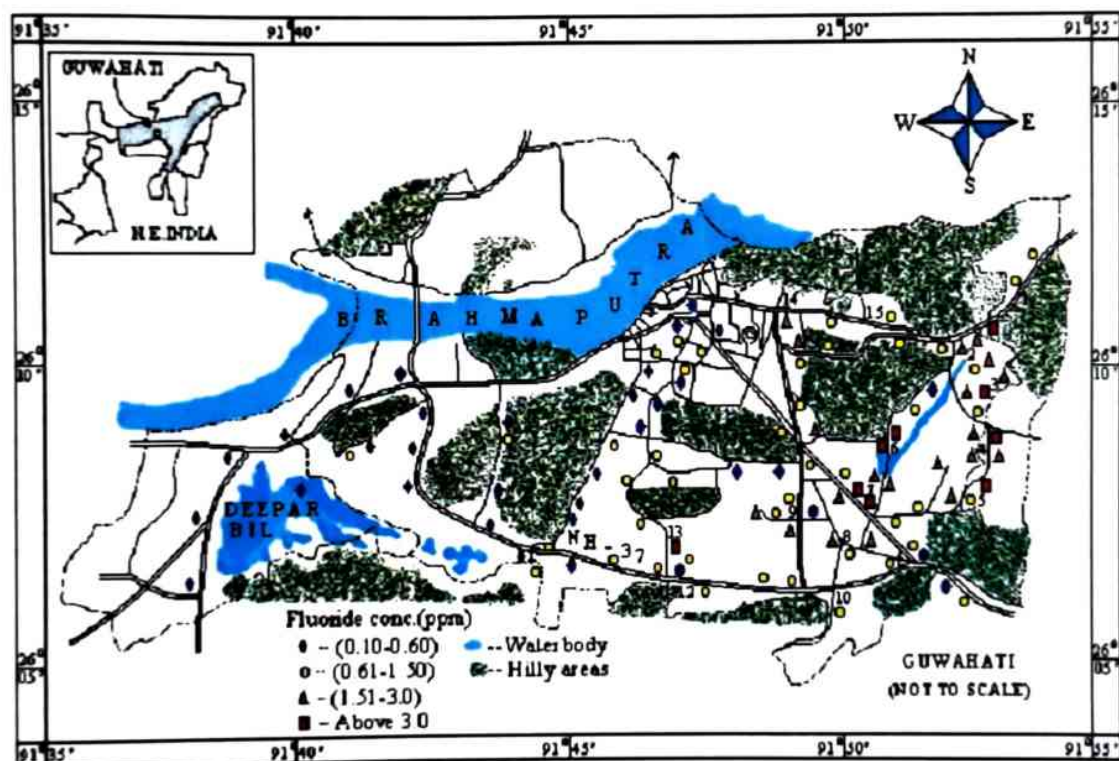 91°35'
91°40'
91°45'
91°50'
91°55'
26°
15'
26°
15'
GUWAHATI
N.E.INDIA
N
W
E
S
BRAHMAPUTRA
15
26°
10'
26°
10'
DEEPAR
BIL
NH-37
13
9
8
7
12
10
Fluoride conc.(ppm)
- (0.10-0.60)
-- Water body
-- (0.61-1.50)
-- Hilly areas
- (1.51-3.0)
- Above 3.0
GUWAHATI
(NOT TO SCALE)
26°
05'
26°
05'
91°35'
91°40'
91°45'
91°50'
91°55'